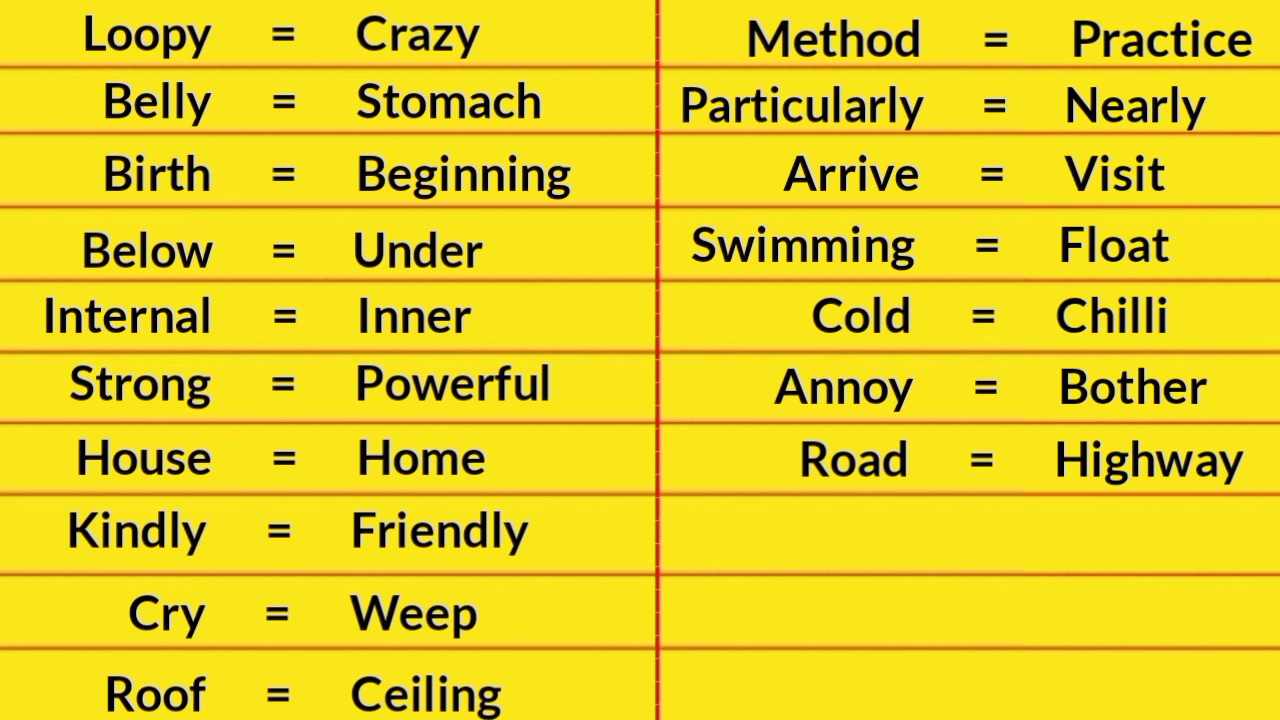 Loopy = Crazy
Belly = Stomach
Birth = Beginning
Below = Under
Internal = Inner
Strong = Powerful
House = Home
Kindly = Friendly
Cry = Weep
Roof = Ceiling
Method = Practice
Particularly = Nearly
Arrive = Visit
Swimming = Float
Cold = Chilli
Annoy = Bother
Road = Highway